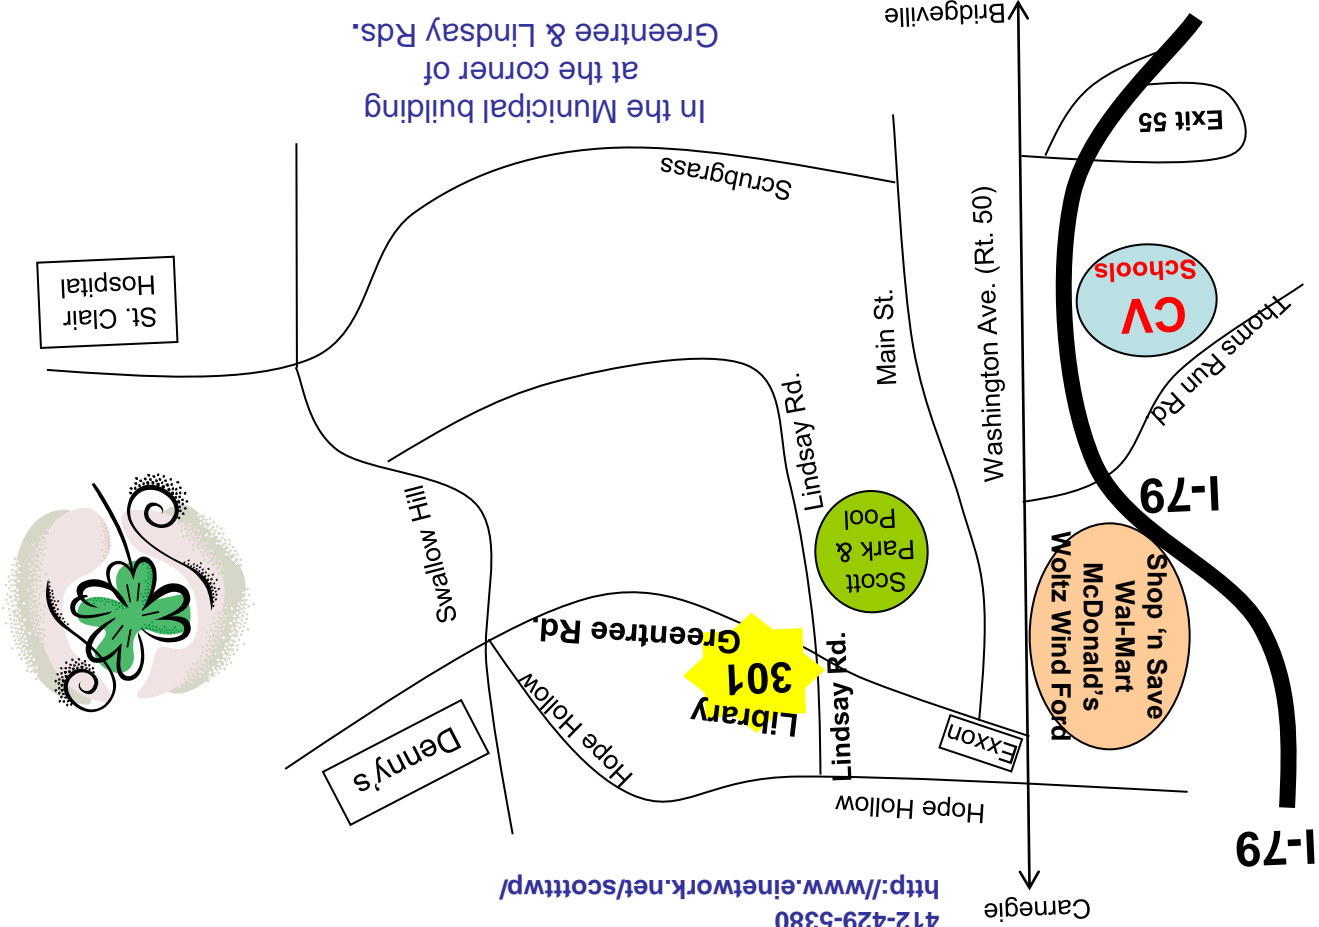 412-429-5380
http://www.einetwork.net/scotttwp/
Carnegie
I-79
Hope Hollow
Exxon
Denny's
Hope Hollow
Library
301
Greentree Rd.
Lindsay Rd.
Shop 'n Save
Wal-Mart
McDonald's
Woltz Wind Ford
Scott
Park &
Pool
Swallow Hill
I-79
Lindsay Rd.
Thoms Run Rd
Main St.
Washington Ave. (Rt. 50)
CV
Schools
St. Clair
Hospital
Scrubgrass
Exit 55
In the Municipal building
at the corner of
Greentree & Lindsay Rds.
Bridgeville